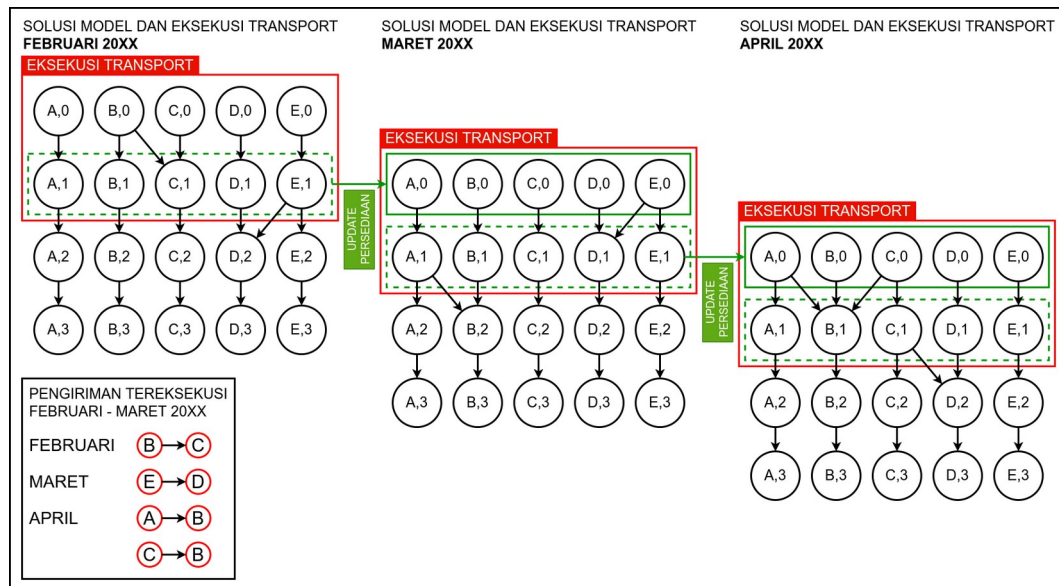 SOLUSI MODEL DAN EKSEKUSI TRANSPORT
FEBRUARI 20XX
EKSEKUSI TRANSPORT
A,0 B,0 C,0 D,0 E,0
A,1 B,1 C,1 D,1 E,1
A,2 B,2 C,2 D,2 E,2
A,3 B,3 C,3 D,3 E,3
UPDATE
PERSEDIAAN
SOLUSI MODEL DAN EKSEKUSI TRANSPORT
MARET 20XX
EKSEKUSI TRANSPORT
A,0 B,0 C,0 D,0 E,0
A,1 B,1 C,1 D,1 E,1
A,2 B,2 C,2 D,2 E,2
A,3 B,3 C,3 D,3 E,3
UPDATE
PERSEDIAAN
SOLUSI MODEL DAN EKSEKUSI TRANSPORT
APRIL 20XX
EKSEKUSI TRANSPORT
A,0 B,0 C,0 D,0 E,0
A,1 B,1 C,1 D,1 E,1
A,2 B,2 C,2 D,2 E,2
A,3 B,3 C,3 D,3 E,3
PENGIRIMAN TEREKSEKUSI
FEBRUARI - MARET 20XX
FEBRUARI B C
MARET E D
APRIL A B
C B